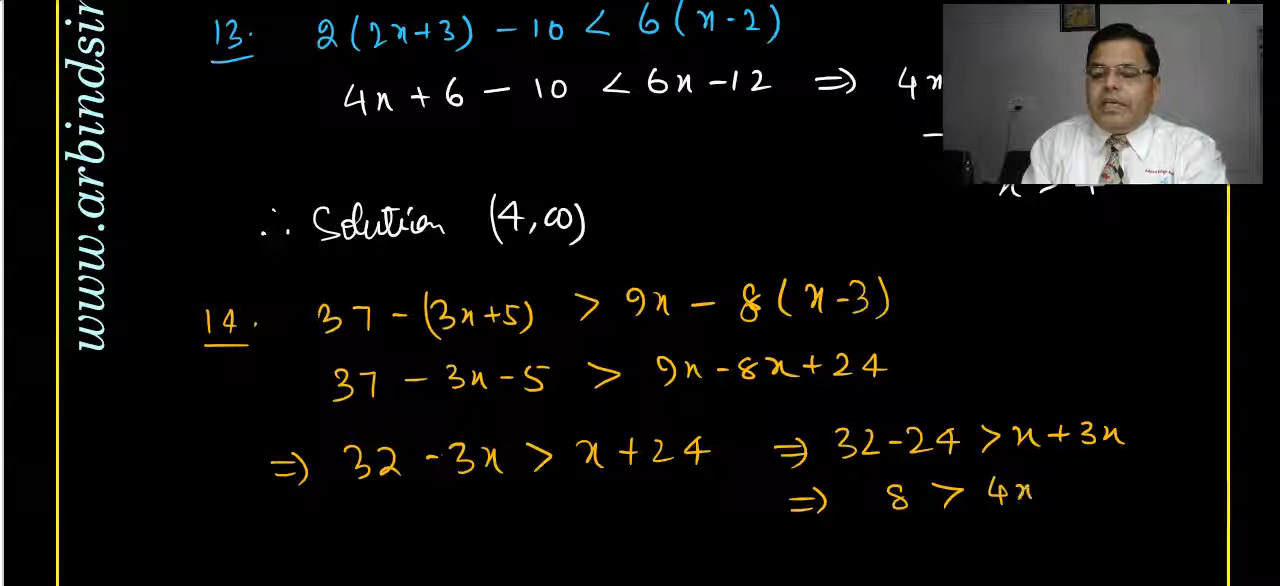 www.arbindsin
13. 2(2x+3) - 10 < 6(x-2)
4x + 6 - 10 < 6x - 12 ⇒ 4x
∴ Solution (4, ∞)
14. 37 - (3x+5) > 9x - 8(x-3)
37 - 3x - 5 > 9x - 8x + 24
⇒ 32 - 3x > x + 24 ⇒ 32 - 24 > x + 3x
⇒ 8 > 4x